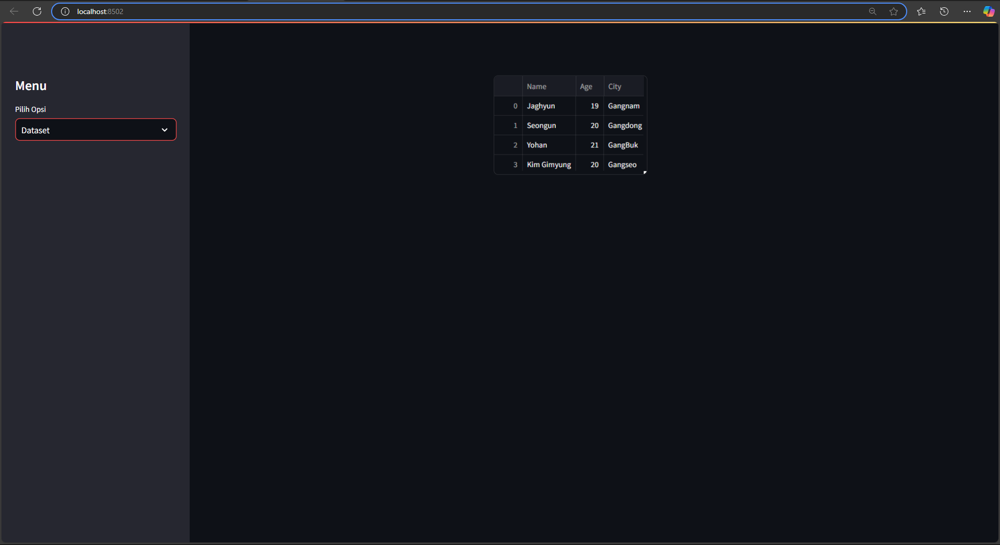 localhost:8502
Menu
Pilih Opsi
Dataset
Name Age City
0 Jaghyun 19 Gangnam
1 Seongun 20 Gangdong
2 Yohan 21 GangBuk
3 Kim Gimyung 20 Gangseo